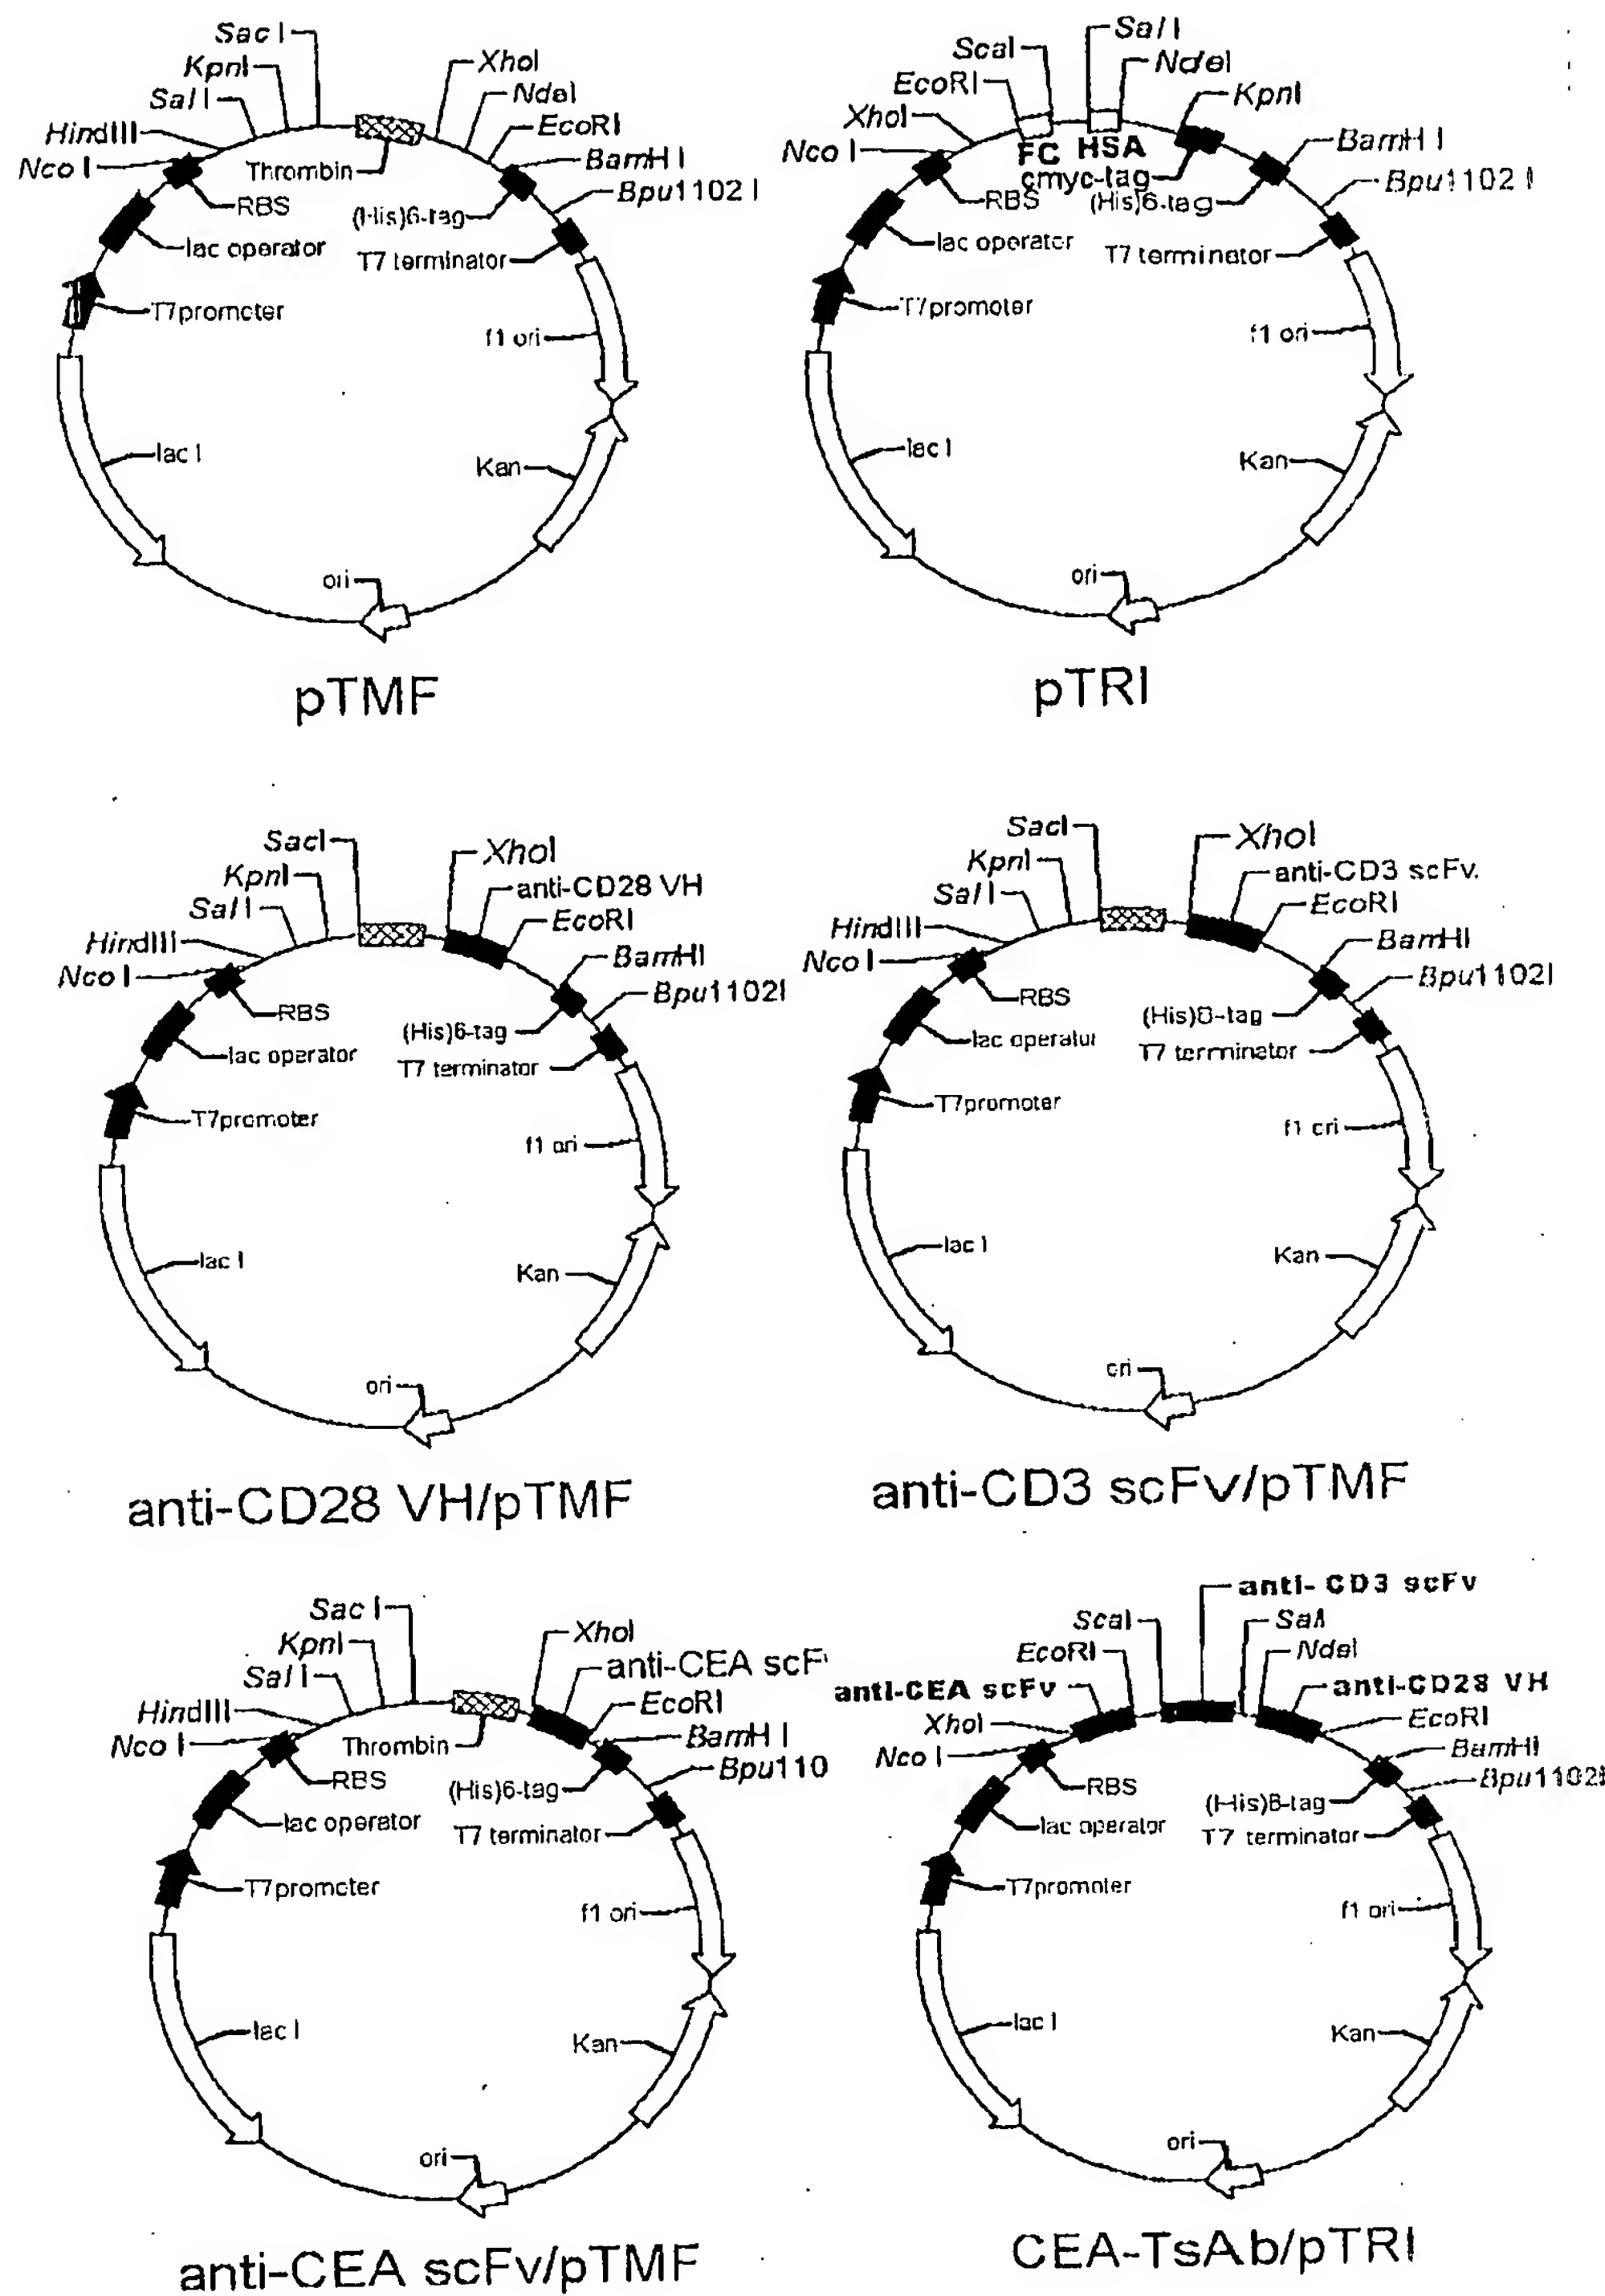 Sac I
KpnI
Sal I
HindIII
Nco I
XhoI
NdeI
EcoRI
BamH I
Bpu1102 I
Thrombin
RBS
(His)6-tag
lac operator
T7 terminator
T7promoter
f1 ori
lac I
Kan
ori
pTMF
ScaI
EcoRI
XhoI
Nco I
Sal I
NdeI
KpnI
BamH I
Bpu1102 I
FC HSA
cmyc-tag
RBS
(His)6-tag
lac operator
T7 terminator
T7promoter
f1 ori
lac I
Kan
ori
pTRI
SacI
KpnI
Sal I
HindIII
Nco I
XhoI
anti-CD28 VH
EcoRI
BamHI
Bpu1102I
RBS
(His)6-tag
lac operator
T7 terminator
T7promoter
f1 ori
lac I
Kan
ori
anti-CD28 VH/pTMF
SacI
KpnI
Sal I
HindIII
Nco I
XhoI
anti-CD3 scFv.
EcoRI
BamHI
Bpu1102I
RBS
(His)6-tag
lac operator
T7 terminator
T7promoter
f1 ori
lac I
Kan
ori
anti-CD3 scFv/pTMF
Sac I
KpnI
Sal I
HindIII
Nco I
XhoI
anti-CEA scF
EcoRI
BamH I
Bpu110
Thrombin
RBS
(His)6-tag
lac operator
T7 terminator
T7promoter
f1 ori
lac I
Kan
ori
anti-CEA scFv/pTMF
anti- CD3 scFv
ScaI
EcoRI
anti-CEA scFv
XhoI
Nco I
SalI
NdeI
anti-CD28 VH
EcoRI
BamHI
Bpu1102I
RBS
(His)6-tag
lac operator
T7 terminator
T7promoter
f1 ori
lac I
Kan
ori
CEA-TsAb/pTRI